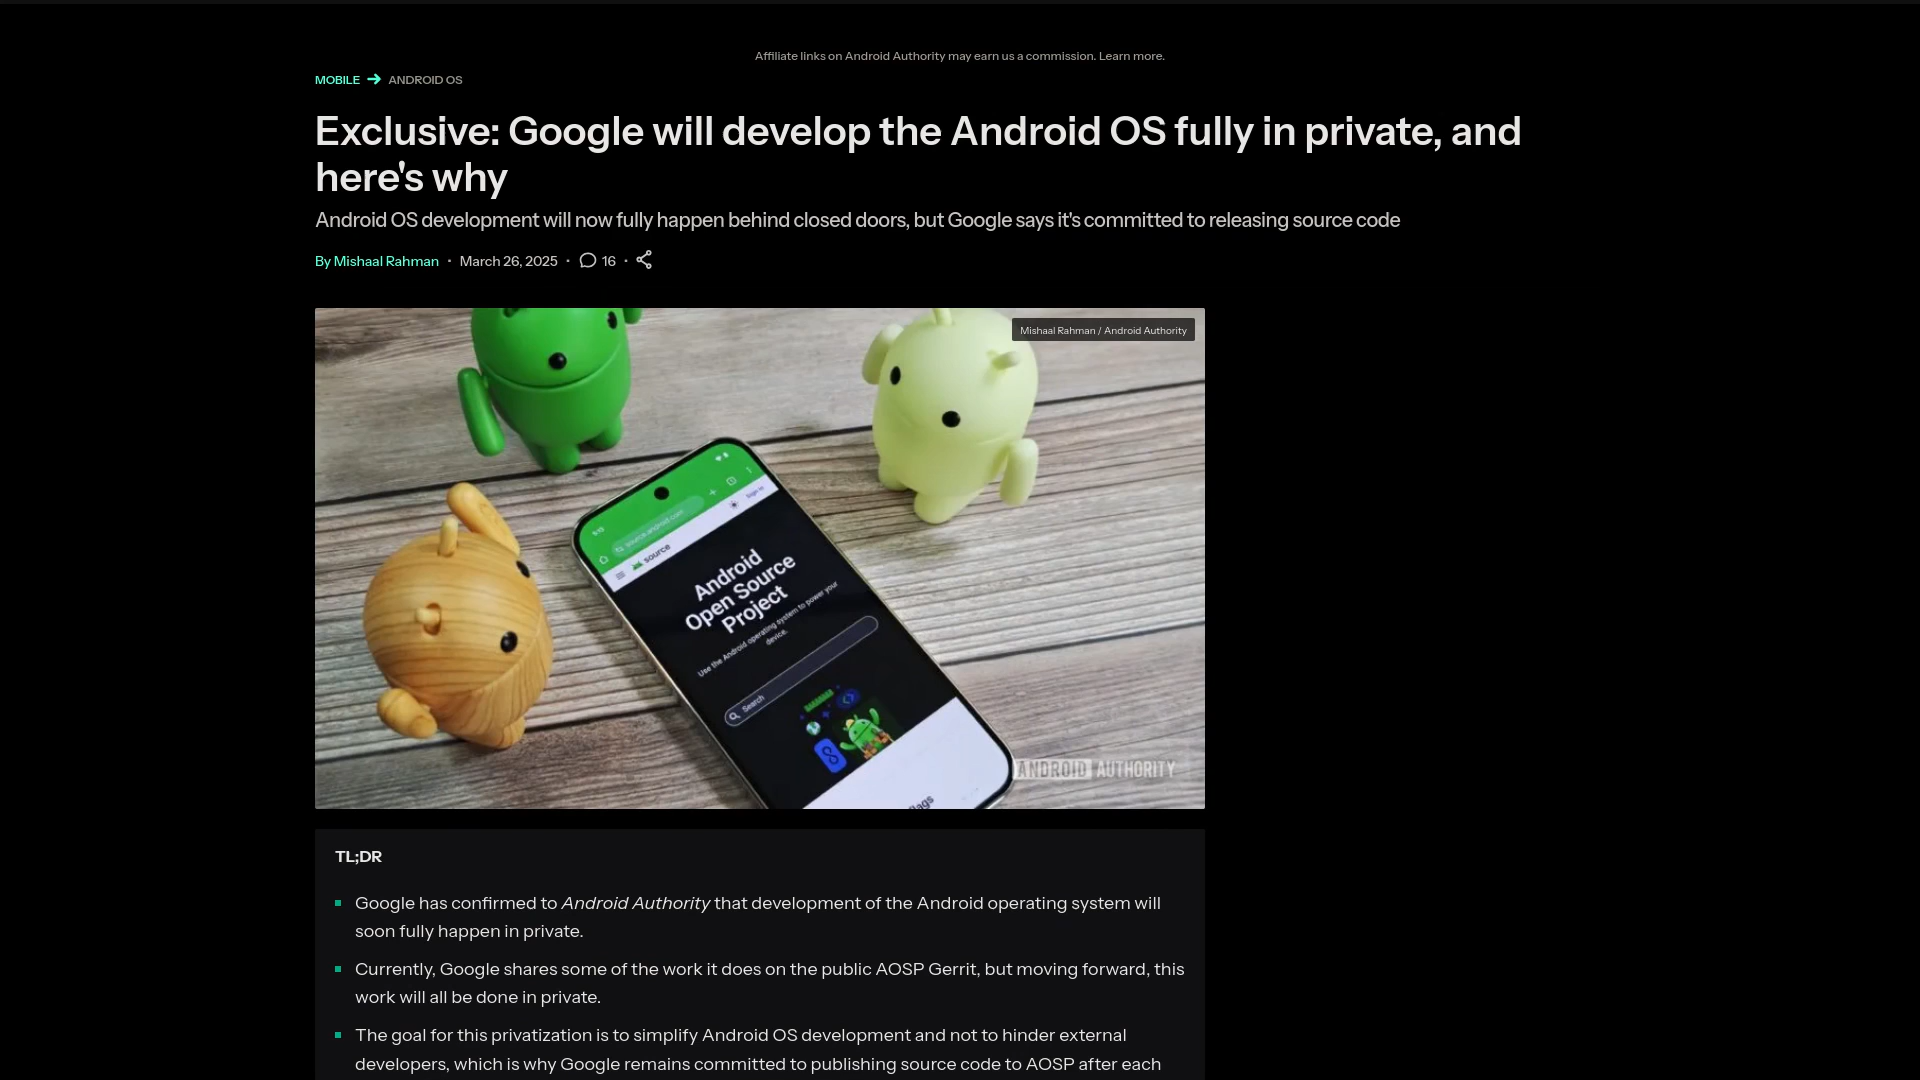 Affiliate links on Android Authority may earn us a commission. Learn more.
MOBILE → ANDROID OS
Exclusive: Google will develop the Android OS fully in private, and
here's why
Android OS development will now fully happen behind closed doors, but Google says it's committed to releasing source code
By Mishaal Rahman • March 26, 2025 • 16 •
Mishaal Rahman / Android Authority
source.android.com
Sign in
source
Android
Open Source
Project
Use the Android operating system to power your
device.
Search
ANDROID AUTHORITY
TL;DR
Google has confirmed to Android Authority that development of the Android operating system will
soon fully happen in private.
Currently, Google shares some of the work it does on the public AOSP Gerrit, but moving forward, this
work will all be done in private.
The goal for this privatization is to simplify Android OS development and not to hinder external
developers, which is why Google remains committed to publishing source code to AOSP after each